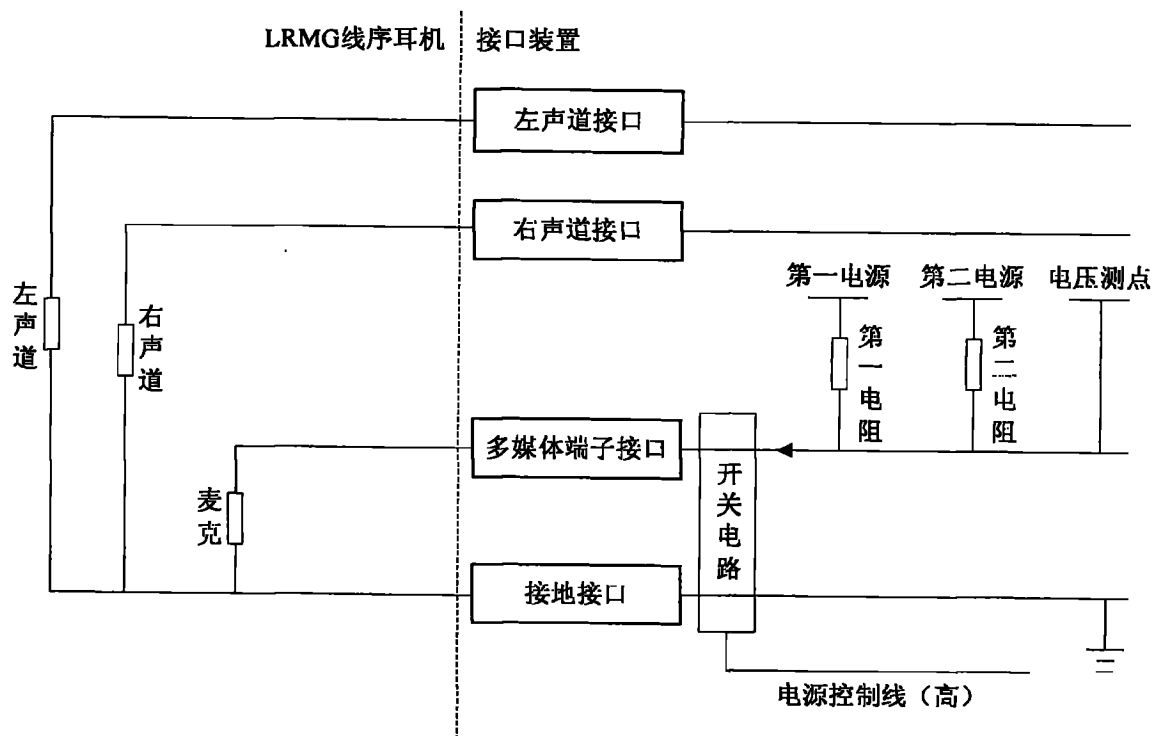 LRMG线序耳机
接口装置
左声道接口
右声道接口
第一电源
第二电源
电压测点
左声道
右声道
第一电阻
第二电阻
多媒体端子接口
开关电路
麦克
接地接口
电源控制线（高）